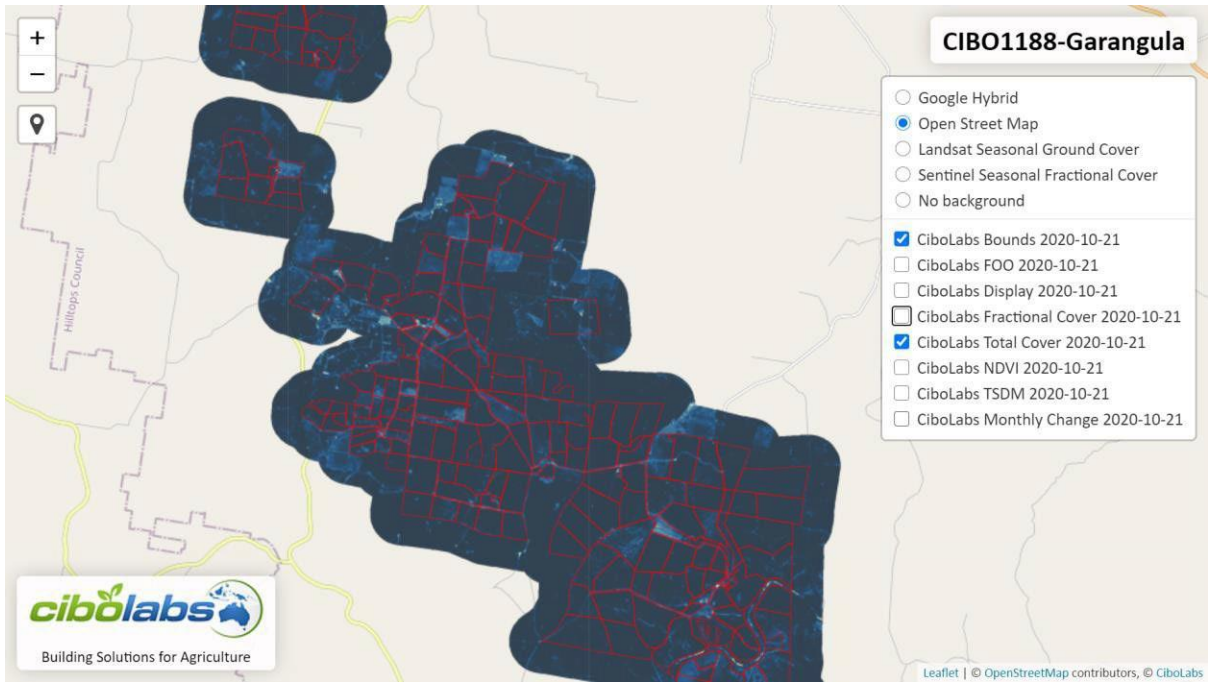 +
−
CIBO1188-Garangula
Google Hybrid
Open Street Map
Landsat Seasonal Ground Cover
Sentinel Seasonal Fractional Cover
No background
CiboLabs Bounds 2020-10-21
CiboLabs FOO 2020-10-21
CiboLabs Display 2020-10-21
CiboLabs Fractional Cover 2020-10-21
CiboLabs Total Cover 2020-10-21
CiboLabs NDVI 2020-10-21
CiboLabs TSDM 2020-10-21
CiboLabs Monthly Change 2020-10-21
Hilltops Council
cibolabs
Building Solutions for Agriculture
Leaflet | © OpenStreetMap contributors, © CiboLabs